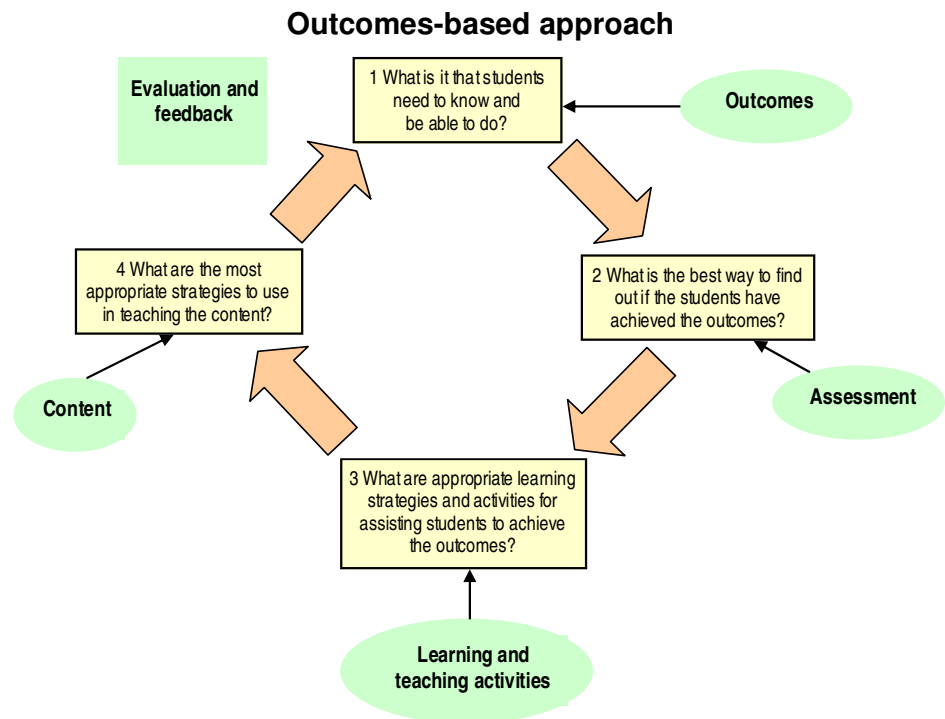 Outcomes-based approach
Evaluation and
feedback
1 What is it that students
need to know and
be able to do?
Outcomes
4 What are the most
appropriate strategies to use
in teaching the content?
2 What is the best way to find
out if the students have
achieved the outcomes?
Content
Assessment
3 What are appropriate learning
strategies and activities for
assisting students to achieve
the outcomes?
Learning and
teaching activities